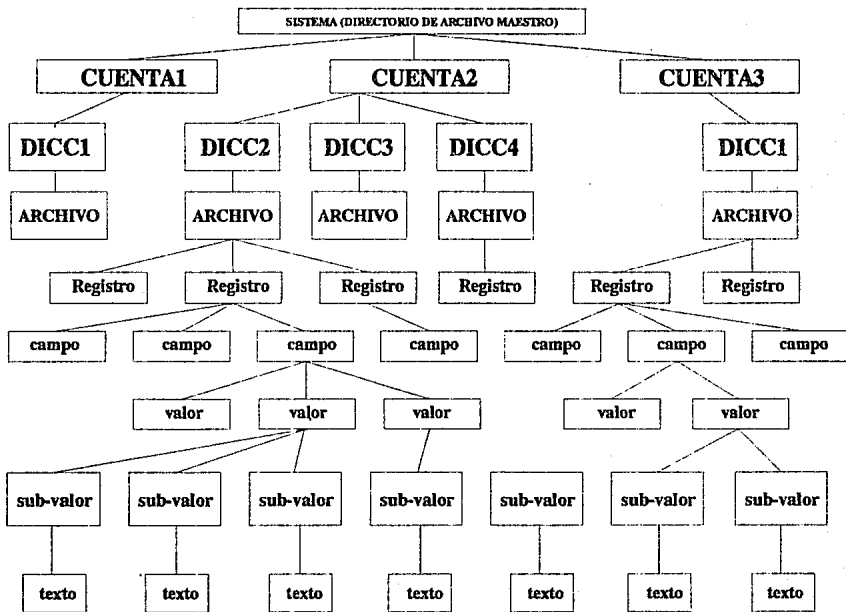 SISTEMA (DIRECTORIO DE ARCHIVO MAESTRO)
CUENTA1 CUENTA2 CUENTA3
DICC1 DICC2 DICC3 DICC4 DICC1
ARCHIVO ARCHIVO ARCHIVO ARCHIVO ARCHIVO
Registro Registro Registro Registro Registro Registro
campo campo campo campo campo campo campo
valor valor valor valor valor
sub-valor sub-valor sub-valor sub-valor sub-valor sub-valor sub-valor
texto texto texto texto texto texto texto